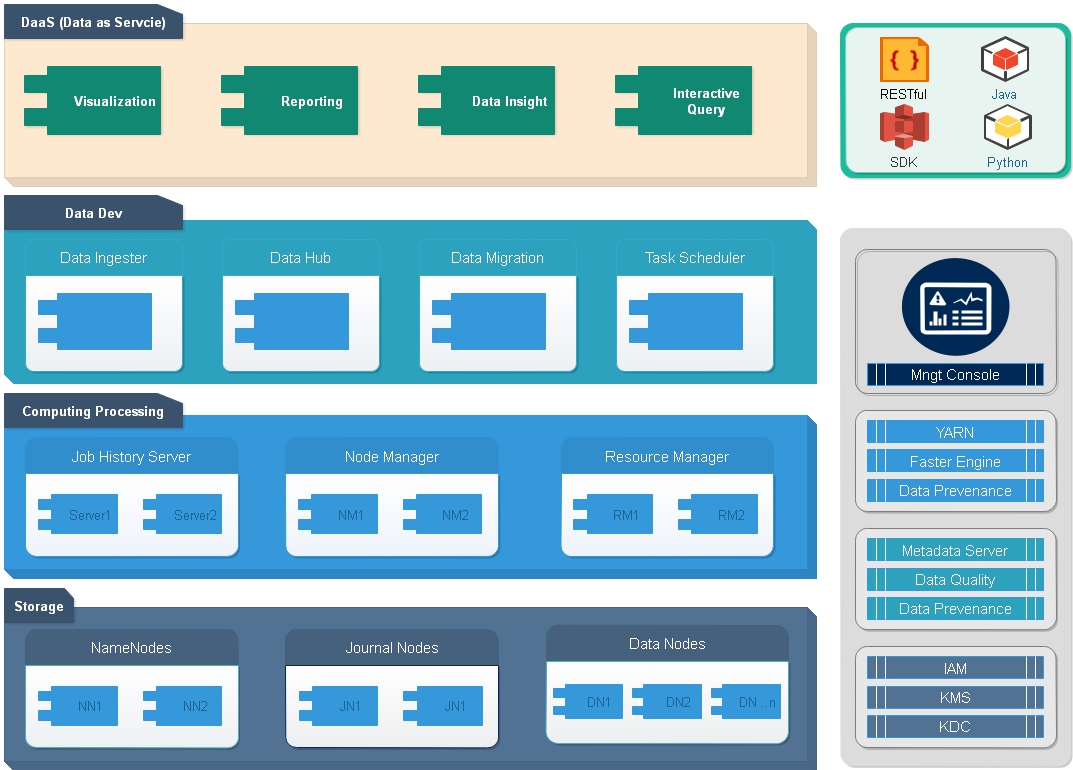 DaaS (Data as Servcie)
Visualization
Reporting
Data Insight
Interactive
Query
RESTful
Java
SDK
Python
Data Dev
Data Ingester
Data Hub
Data Migration
Task Scheduler
Computing Processing
Job History Server
Server1
Server2
Node Manager
NM1
NM2
Resource Manager
RM1
RM2
Storage
NameNodes
NN1
NN2
Journal Nodes
JN1
JN1
Data Nodes
DN1
DN2
DN ..n
Mngt Console
YARN
Faster Engine
Data Prevenance
Metadata Server
Data Quality
Data Prevenance
IAM
KMS
KDC